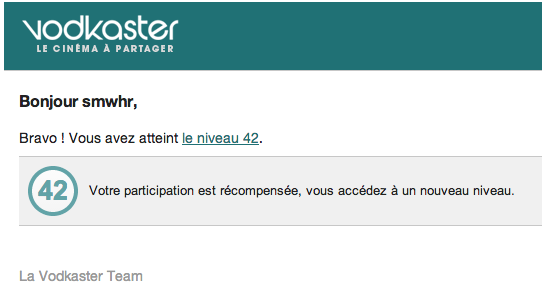 vodkaster
LE CINÉMA À PARTAGER
Bonjour smwhr,
Bravo ! Vous avez atteint le niveau 42.
42 Votre participation est récompensée, vous accédez à un nouveau niveau.
La Vodkaster Team